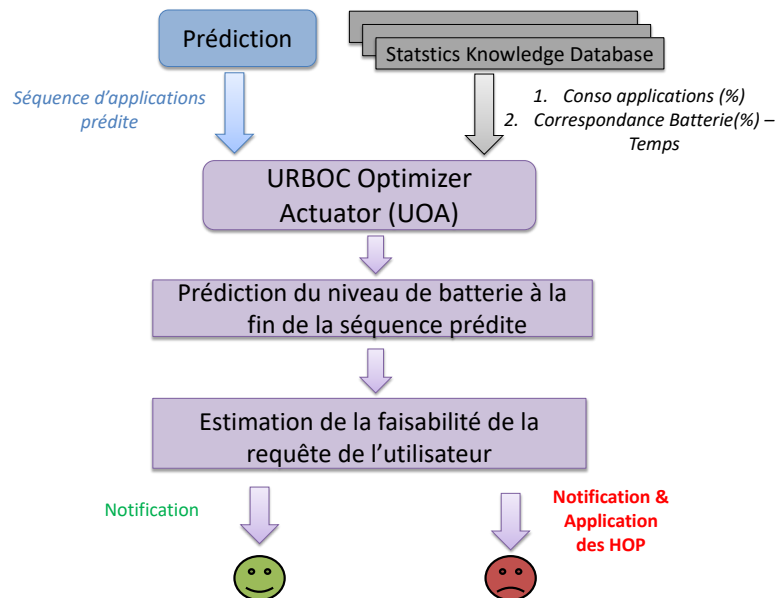 Prédiction
Statstics Knowledge Database
Séquence d'applications
prédite
1. Conso applications (%)
2. Correspondance Batterie(%) –
Temps
URBOC Optimizer
Actuator (UOA)
Prédiction du niveau de batterie à la
fin de la séquence prédite
Estimation de la faisabilité de la
requête de l'utilisateur
Notification
Notification &
Application
des HOP